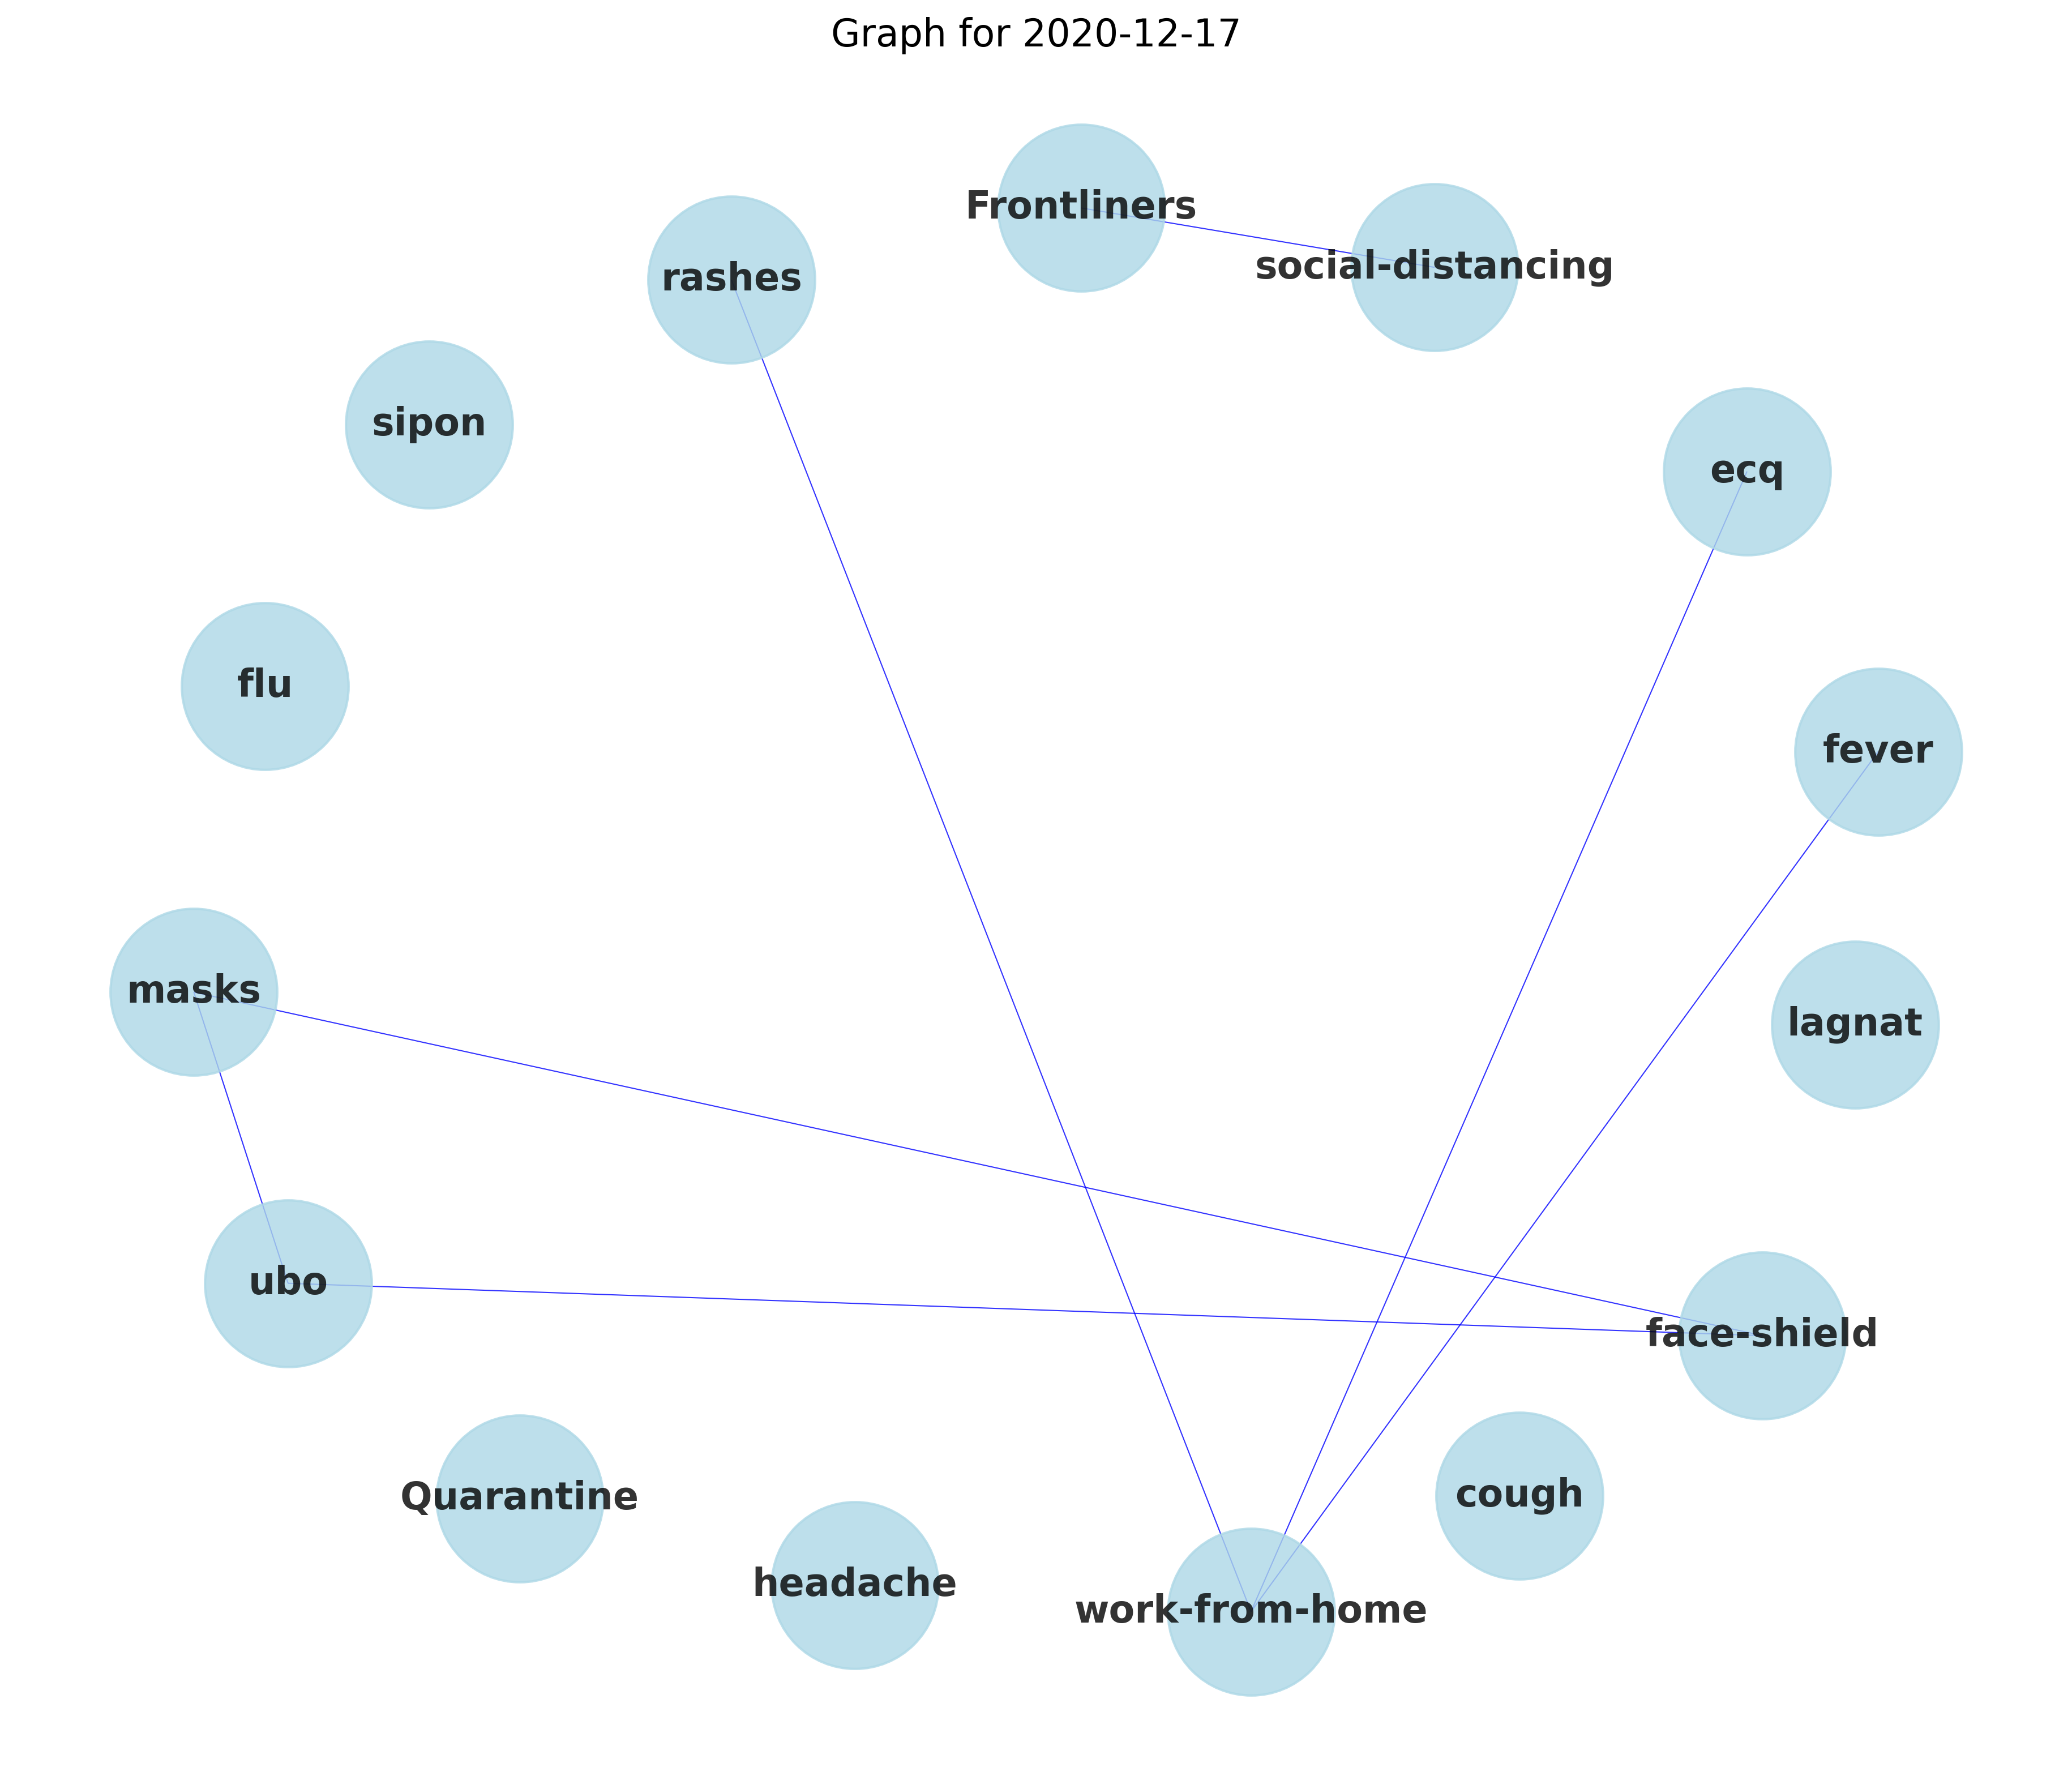 Graph for 2020-12-17
Frontliners
social-distancing
rashes
sipon
ecq
flu
fever
masks
lagnat
ubo
face-shield
Quarantine
cough
headache
work-from-home